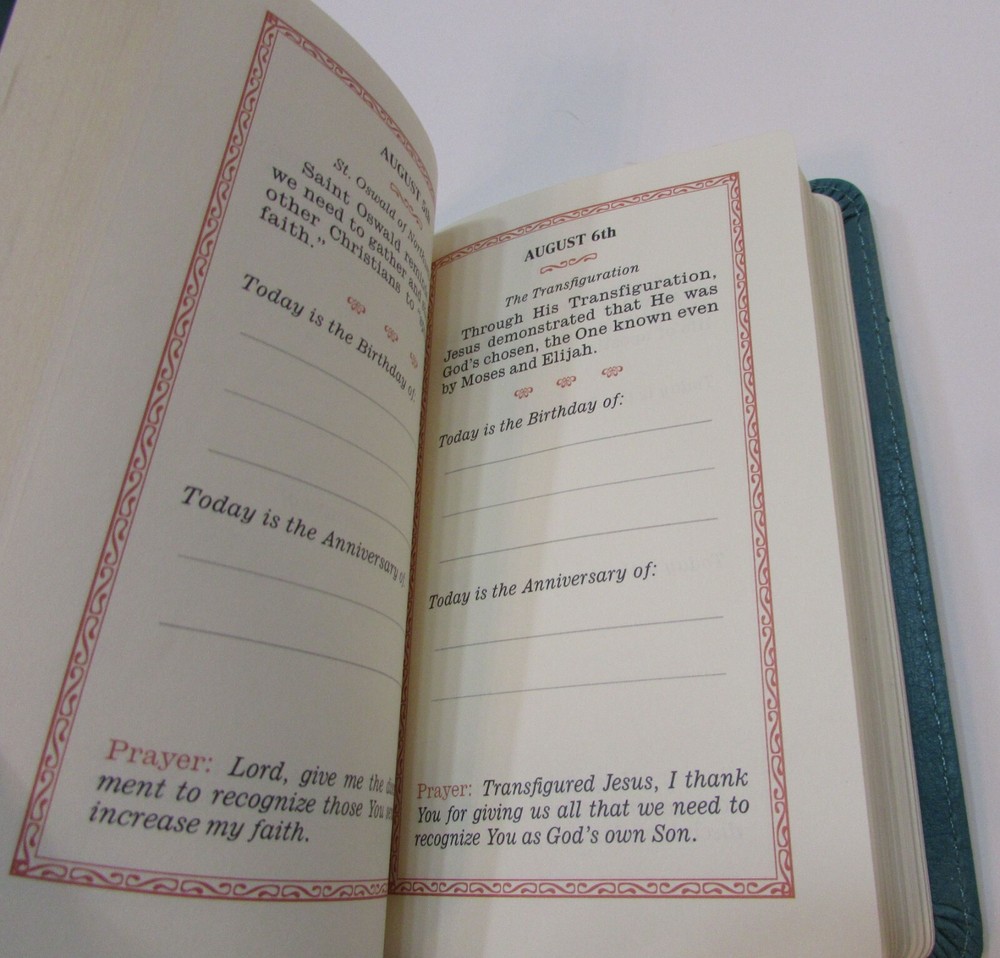 AUGUST 5th
St. Oswald of
Saint Oswald
we need to gather and
other Christians to
faith."
Today is the Birthday of:
Today is the Anniversary of
Prayer: Lord, give me the
ment to recognize those You
increase my faith.
AUGUST 6th
The Transfiguration
Through His Transfiguration,
Jesus demonstrated that He was
God's chosen, the One known even
by Moses and Elijah.
Today is the Birthday of:
Today is the Anniversary of:
Prayer: Transfigured Jesus, I thank
You for giving us all that we need to
recognize You as God's own Son.